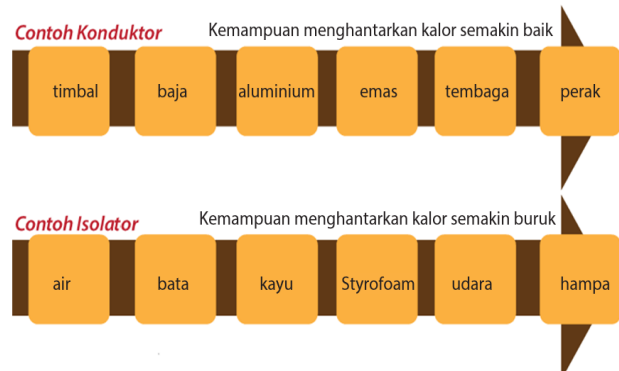 Contoh Konduktor Kemampuan menghantarkan kalor semakin baik
timbal baja aluminium emas tembaga perak
Contoh Isolator Kemampuan menghantarkan kalor semakin buruk
air bata kayu Styrofoam udara hampa